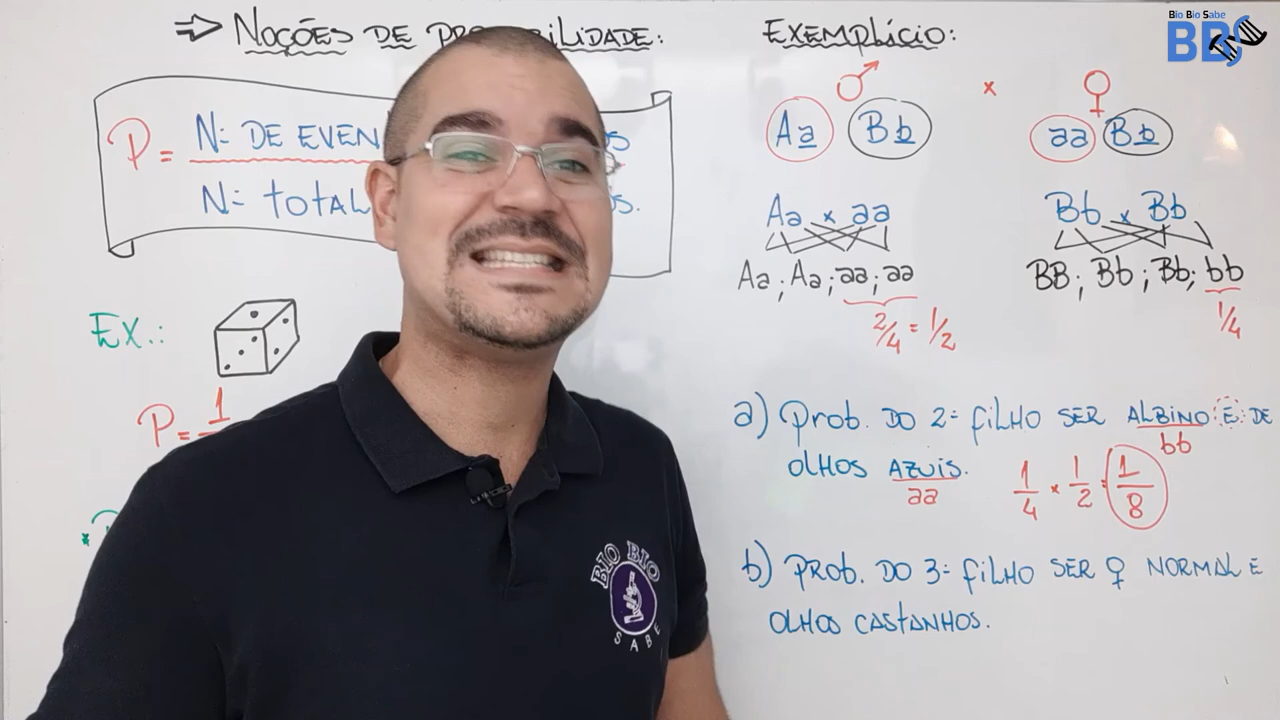 ⇒ NOÇÕES DE
P = Nº DE
Nº TOTAL
EX.:
P = 1
EXEMPLÍCIO:
♂ x ♀
Aa Bb aa Bb
Aa x aa Bb x Bb
Aa ; Aa ; aa ; aa BB ; Bb ; Bb ; bb
2/4 = 1/2 1/4
a) PROB. DO 2º FILHO SER ALBINO E DE
bb
OLHOS AZUIS.
aa 1/4 x 1/2 = 1/8
b) PROB. DO 3º FILHO SER ♀ NORMAL E
OLHOS CASTANHOS.
Bio Bio Sabe
BBS
BIO BIO
SABE